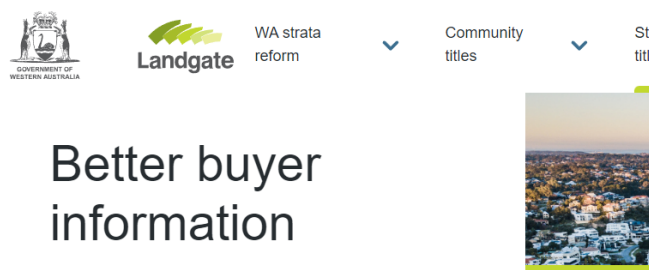 GOVERNMENT OF
WESTERN AUSTRALIA
Landgate
WA strata
reform
Community
titles
Better buyer
information